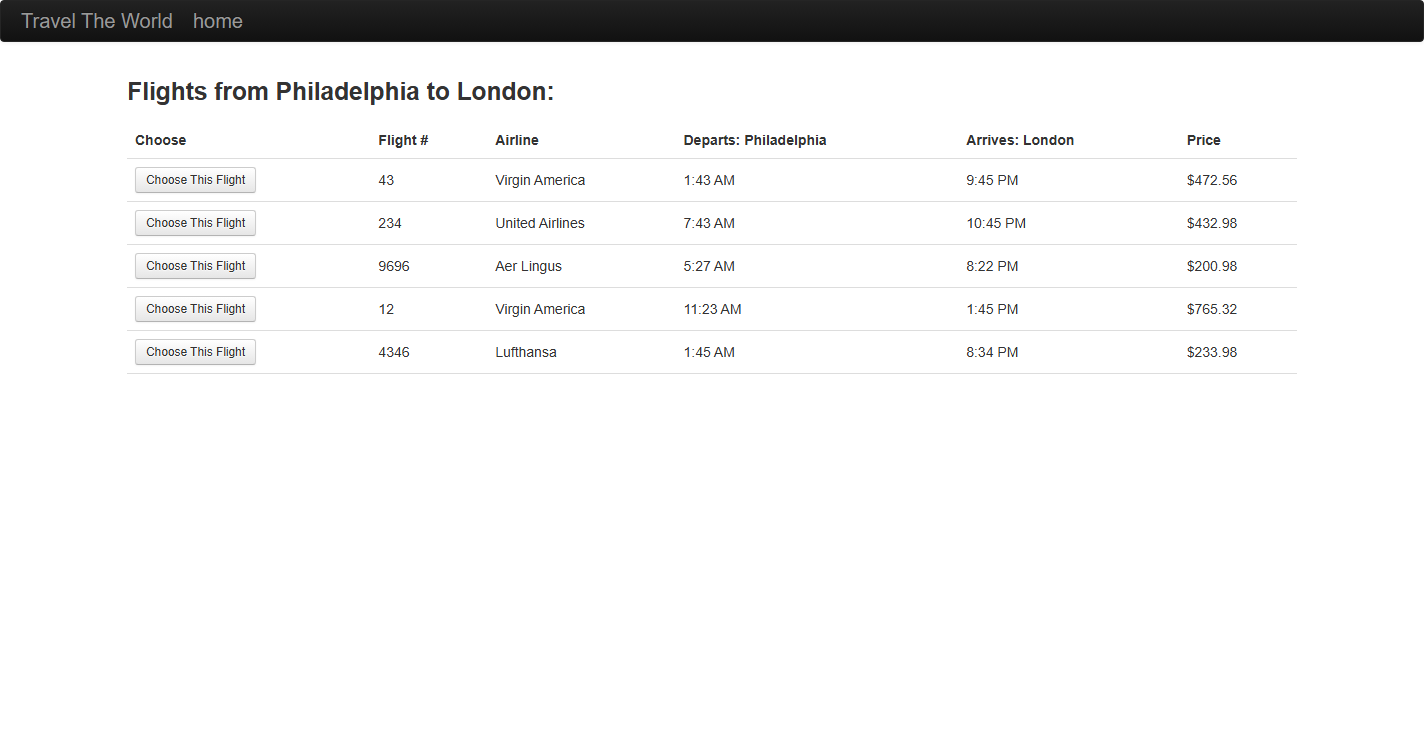 Travel The World home
Flights from Philadelphia to London:
Choose Flight # Airline Departs: Philadelphia Arrives: London Price
Choose This Flight 43 Virgin America 1:43 AM 9:45 PM $472.56
Choose This Flight 234 United Airlines 7:43 AM 10:45 PM $432.98
Choose This Flight 9696 Aer Lingus 5:27 AM 8:22 PM $200.98
Choose This Flight 12 Virgin America 11:23 AM 1:45 PM $765.32
Choose This Flight 4346 Lufthansa 1:45 AM 8:34 PM $233.98